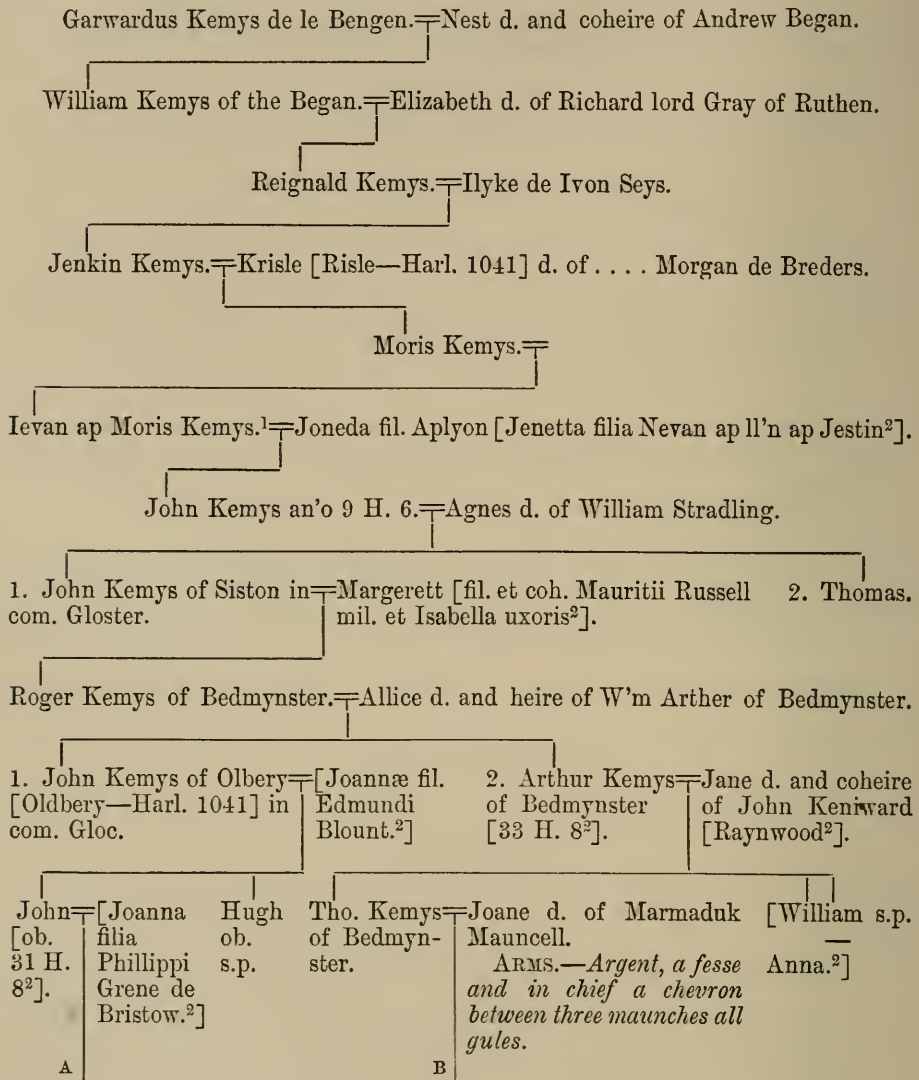 Garwardus Kemys de le Bengen.=Nest d. and coheire of Andrew Began.
William Kemys of the Began.=Elizabeth d. of Richard lord Gray of Ruthen.
Reignald Kemys.=Ilyke de Ivon Seys.
Jenkin Kemys.=Krisle [Risle—Harl. 1041] d. of . . . . Morgan de Breders.
Moris Kemys.=
Ievan ap Moris Kemys.¹=Joneda fil. Aplyon [Jenetta filia Nevan ap ll'n ap Jestin²].
John Kemys an'o 9 H. 6.=Agnes d. of William Stradling.
1. John Kemys of Siston in=Margerett [fil. et coh. Mauritii Russell 2. Thomas.
com. Gloster. mil. et Isabella uxoris²].
Roger Kemys of Bedmynster.=Allice d. and heire of W'm Arther of Bedmynster.
1. John Kemys of Olbery=[Joannæ fil. 2. Arthur Kemys=Jane d. and coheire
[Oldbery—Harl. 1041] in Edmundi of Bedmynster of John Keniward
com. Gloc. Blount.²] [33 H. 8²]. [Raynwood²].
John=[Joanna Hugh Tho. Kemys=Joane d. of Marmaduk [William s.p.
[ob. filia ob. of Bedmyn- Mauncell. —
31 H. Phillippi s.p. ster. ARMS.—Argent, a fesse Anna.²]
8²]. Grene de and in chief a chevron
Bristow.²] between three maunches all
gules.
A B